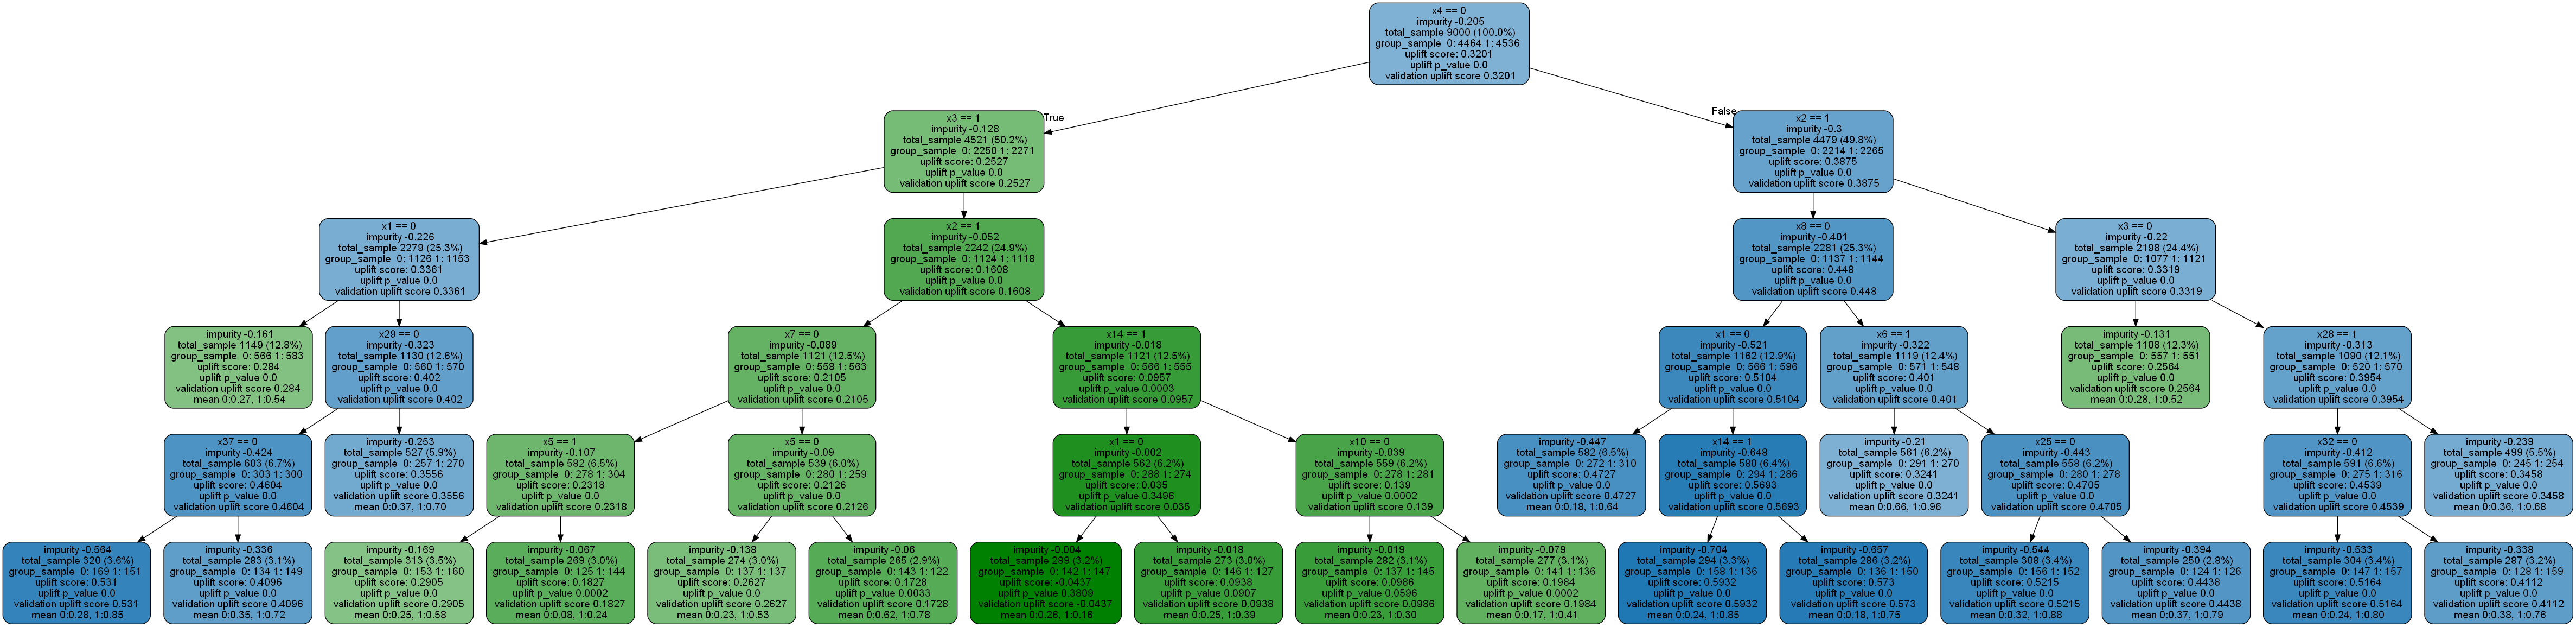 x4 == 0
impurity -0.205
total_sample 9000 (100.0%)
group_sample 0: 4464 1: 4536
uplift score: 0.3201
uplift p_value 0.0
validation uplift score 0.3201
True
False
x3 == 1
impurity -0.128
total_sample 4521 (50.2%)
group_sample 0: 2250 1: 2271
uplift score: 0.2527
uplift p_value 0.0
validation uplift score 0.2527
x2 == 1
impurity -0.3
total_sample 4479 (49.8%)
group_sample 0: 2214 1: 2265
uplift score: 0.3875
uplift p_value 0.0
validation uplift score 0.3875
x1 == 0
impurity -0.226
total_sample 2279 (25.3%)
group_sample 0: 1126 1: 1153
uplift score: 0.3361
uplift p_value 0.0
validation uplift score 0.3361
x2 == 1
impurity -0.052
total_sample 2242 (24.9%)
group_sample 0: 1124 1: 1118
uplift score: 0.1608
uplift p_value 0.0
validation uplift score 0.1608
x8 == 0
impurity -0.401
total_sample 2281 (25.3%)
group_sample 0: 1137 1: 1144
uplift score: 0.448
uplift p_value 0.0
validation uplift score 0.448
x3 == 0
impurity -0.22
total_sample 2198 (24.4%)
group_sample 0: 1077 1: 1121
uplift score: 0.3319
uplift p_value 0.0
validation uplift score 0.3319
impurity -0.161
total_sample 1149 (12.8%)
group_sample 0: 566 1: 583
uplift score: 0.284
uplift p_value 0.0
validation uplift score 0.284
mean 0:0.27, 1:0.54
x29 == 0
impurity -0.323
total_sample 1130 (12.6%)
group_sample 0: 560 1: 570
uplift score: 0.402
uplift p_value 0.0
validation uplift score 0.402
x7 == 0
impurity -0.089
total_sample 1121 (12.5%)
group_sample 0: 558 1: 563
uplift score: 0.2105
uplift p_value 0.0
validation uplift score 0.2105
x14 == 1
impurity -0.018
total_sample 1121 (12.5%)
group_sample 0: 566 1: 555
uplift score: 0.0957
uplift p_value 0.0003
validation uplift score 0.0957
x1 == 0
impurity -0.521
total_sample 1162 (12.9%)
group_sample 0: 566 1: 596
uplift score: 0.5104
uplift p_value 0.0
validation uplift score 0.5104
x6 == 1
impurity -0.322
total_sample 1119 (12.4%)
group_sample 0: 571 1: 548
uplift score: 0.401
uplift p_value 0.0
validation uplift score 0.401
impurity -0.131
total_sample 1108 (12.3%)
group_sample 0: 557 1: 551
uplift score: 0.2564
uplift p_value 0.0
validation uplift score 0.2564
mean 0:0.28, 1:0.52
x28 == 1
impurity -0.313
total_sample 1090 (12.1%)
group_sample 0: 520 1: 570
uplift score: 0.3954
uplift p_value 0.0
validation uplift score 0.3954
x37 == 0
impurity -0.424
total_sample 603 (6.7%)
group_sample 0: 303 1: 300
uplift score: 0.4604
uplift p_value 0.0
validation uplift score 0.4604
impurity -0.253
total_sample 527 (5.9%)
group_sample 0: 257 1: 270
uplift score: 0.3556
uplift p_value 0.0
validation uplift score 0.3556
mean 0:0.37, 1:0.70
x5 == 1
impurity -0.107
total_sample 582 (6.5%)
group_sample 0: 278 1: 304
uplift score: 0.2318
uplift p_value 0.0
validation uplift score 0.2318
x5 == 0
impurity -0.09
total_sample 539 (6.0%)
group_sample 0: 280 1: 259
uplift score: 0.2126
uplift p_value 0.0
validation uplift score 0.2126
x1 == 0
impurity -0.002
total_sample 562 (6.2%)
group_sample 0: 288 1: 274
uplift score: 0.035
uplift p_value 0.3496
validation uplift score 0.035
x10 == 0
impurity -0.039
total_sample 559 (6.2%)
group_sample 0: 278 1: 281
uplift score: 0.139
uplift p_value 0.0002
validation uplift score 0.139
impurity -0.447
total_sample 582 (6.5%)
group_sample 0: 272 1: 310
uplift score: 0.4727
uplift p_value 0.0
validation uplift score 0.4727
mean 0:0.18, 1:0.64
x14 == 1
impurity -0.648
total_sample 580 (6.4%)
group_sample 0: 294 1: 286
uplift score: 0.5693
uplift p_value 0.0
validation uplift score 0.5693
impurity -0.21
total_sample 561 (6.2%)
group_sample 0: 291 1: 270
uplift score: 0.3241
uplift p_value 0.0
validation uplift score 0.3241
mean 0:0.66, 1:0.96
x25 == 0
impurity -0.443
total_sample 558 (6.2%)
group_sample 0: 280 1: 278
uplift score: 0.4705
uplift p_value 0.0
validation uplift score 0.4705
x32 == 0
impurity -0.412
total_sample 591 (6.6%)
group_sample 0: 275 1: 316
uplift score: 0.4539
uplift p_value 0.0
validation uplift score 0.4539
impurity -0.239
total_sample 499 (5.5%)
group_sample 0: 245 1: 254
uplift score: 0.3458
uplift p_value 0.0
validation uplift score 0.3458
mean 0:0.36, 1:0.68
impurity -0.564
total_sample 320 (3.6%)
group_sample 0: 169 1: 151
uplift score: 0.531
uplift p_value 0.0
validation uplift score 0.531
mean 0:0.28, 1:0.85
impurity -0.336
total_sample 283 (3.1%)
group_sample 0: 134 1: 149
uplift score: 0.4096
uplift p_value 0.0
validation uplift score 0.4096
mean 0:0.35, 1:0.72
impurity -0.169
total_sample 313 (3.5%)
group_sample 0: 153 1: 160
uplift score: 0.2905
uplift p_value 0.0
validation uplift score 0.2905
mean 0:0.25, 1:0.58
impurity -0.067
total_sample 269 (3.0%)
group_sample 0: 125 1: 144
uplift score: 0.1827
uplift p_value 0.0002
validation uplift score 0.1827
mean 0:0.08, 1:0.24
impurity -0.138
total_sample 274 (3.0%)
group_sample 0: 137 1: 137
uplift score: 0.2627
uplift p_value 0.0
validation uplift score 0.2627
mean 0:0.23, 1:0.53
impurity -0.06
total_sample 265 (2.9%)
group_sample 0: 143 1: 122
uplift score: 0.1728
uplift p_value 0.0033
validation uplift score 0.1728
mean 0:0.62, 1:0.78
impurity -0.004
total_sample 289 (3.2%)
group_sample 0: 142 1: 147
uplift score: -0.0437
uplift p_value 0.3809
validation uplift score -0.0437
mean 0:0.26, 1:0.16
impurity -0.018
total_sample 273 (3.0%)
group_sample 0: 146 1: 127
uplift score: 0.0938
uplift p_value 0.0907
validation uplift score 0.0938
mean 0:0.25, 1:0.39
impurity -0.019
total_sample 282 (3.1%)
group_sample 0: 137 1: 145
uplift score: 0.0986
uplift p_value 0.0596
validation uplift score 0.0986
mean 0:0.23, 1:0.30
impurity -0.079
total_sample 277 (3.1%)
group_sample 0: 141 1: 136
uplift score: 0.1984
uplift p_value 0.0002
validation uplift score 0.1984
mean 0:0.17, 1:0.41
impurity -0.704
total_sample 294 (3.3%)
group_sample 0: 158 1: 136
uplift score: 0.5932
uplift p_value 0.0
validation uplift score 0.5932
mean 0:0.24, 1:0.85
impurity -0.657
total_sample 286 (3.2%)
group_sample 0: 136 1: 150
uplift score: 0.573
uplift p_value 0.0
validation uplift score 0.573
mean 0:0.18, 1:0.75
impurity -0.544
total_sample 308 (3.4%)
group_sample 0: 156 1: 152
uplift score: 0.5215
uplift p_value 0.0
validation uplift score 0.5215
mean 0:0.32, 1:0.88
impurity -0.394
total_sample 250 (2.8%)
group_sample 0: 124 1: 126
uplift score: 0.4438
uplift p_value 0.0
validation uplift score 0.4438
mean 0:0.37, 1:0.79
impurity -0.533
total_sample 304 (3.4%)
group_sample 0: 147 1: 157
uplift score: 0.5164
uplift p_value 0.0
validation uplift score 0.5164
mean 0:0.24, 1:0.80
impurity -0.338
total_sample 287 (3.2%)
group_sample 0: 128 1: 159
uplift score: 0.4112
uplift p_value 0.0
validation uplift score 0.4112
mean 0:0.38, 1:0.76